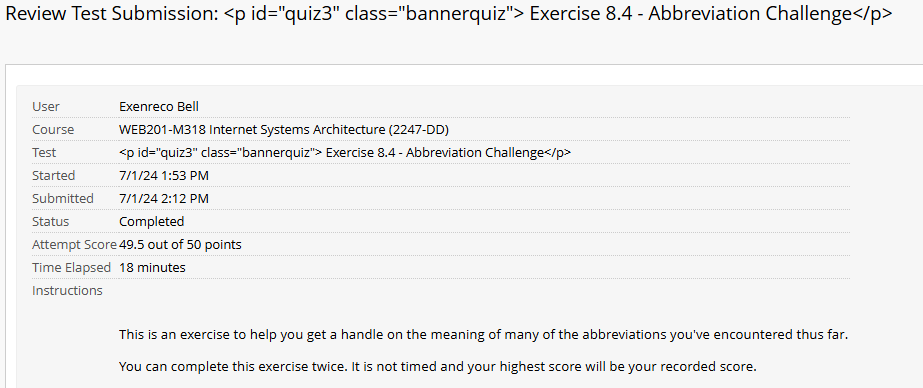 Review Test Submission: <p id="quiz3" class="bannerquiz"> Exercise 8.4 - Abbreviation Challenge</p>
User Exenreco Bell
Course WEB201-M318 Internet Systems Architecture (2247-DD)
Test <p id="quiz3" class="bannerquiz"> Exercise 8.4 - Abbreviation Challenge</p>
Started 7/1/24 1:53 PM
Submitted 7/1/24 2:12 PM
Status Completed
Attempt Score 49.5 out of 50 points
Time Elapsed 18 minutes
Instructions
This is an exercise to help you get a handle on the meaning of many of the abbreviations you've encountered thus far.
You can complete this exercise twice. It is not timed and your highest score will be your recorded score.